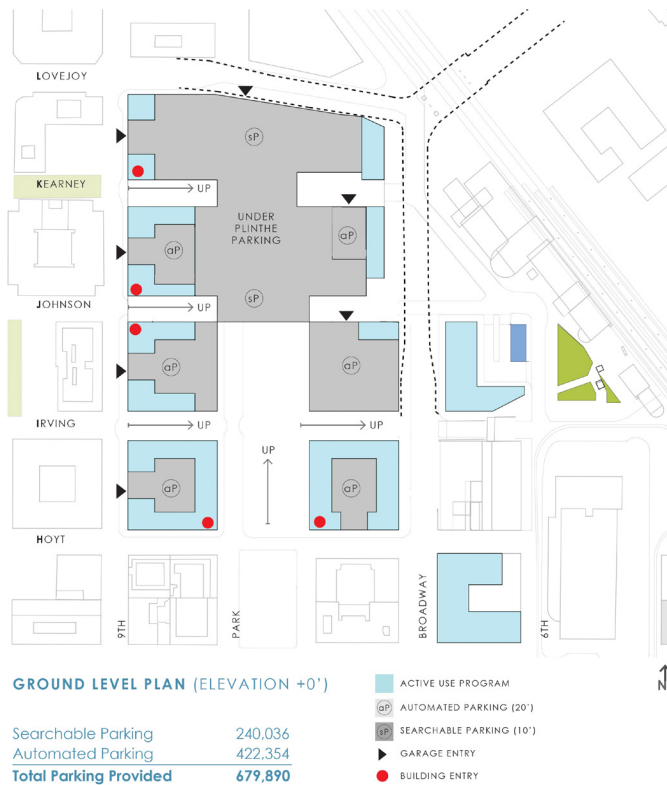 LOVEJOY
sP
KEARNEY
UP
UNDER
PLINTHE
PARKING
aP
aP
sP
JOHNSON
UP
aP
aP
IRVING
UP
UP
UP
aP
aP
HOYT
9TH
PARK
BROADWAY
6TH
GROUND LEVEL PLAN (ELEVATION +0')
N
ACTIVE USE PROGRAM
aP AUTOMATED PARKING (20')
Searchable Parking 240,036
sP SEARCHABLE PARKING (10')
Automated Parking 422,354
GARAGE ENTRY
Total Parking Provided 679,890
BUILDING ENTRY